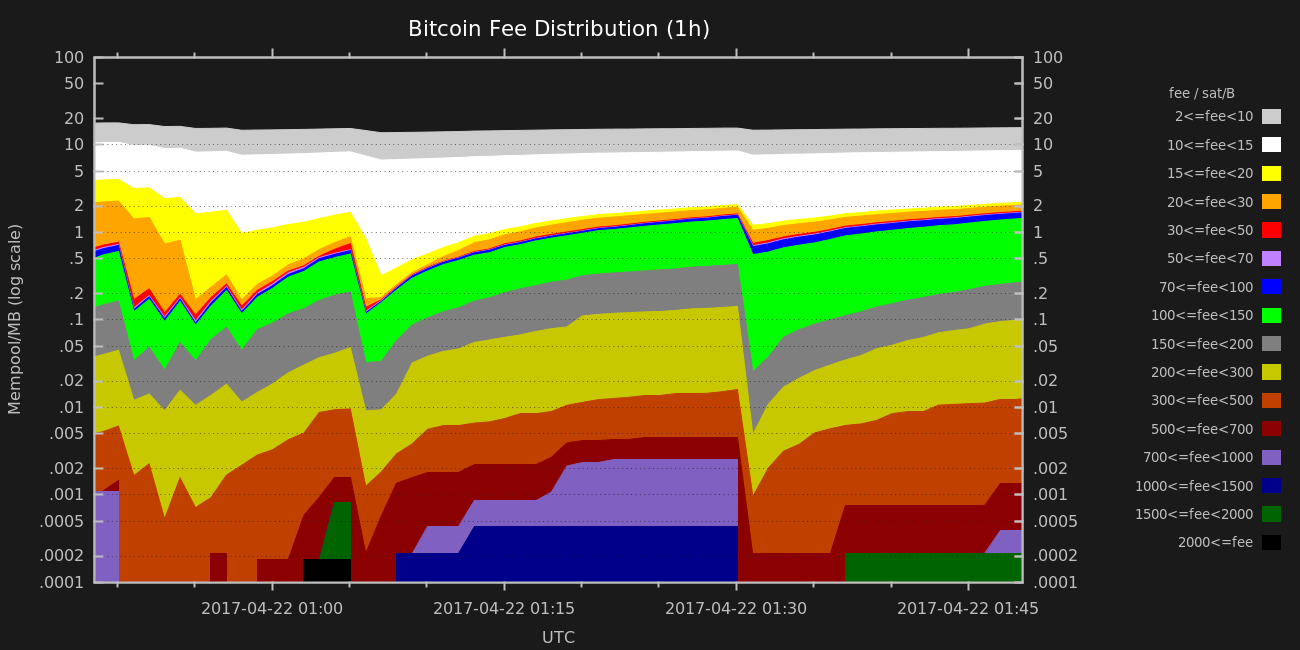 Bitcoin Fee Distribution (1h)
100
50
20
10
5
2
1
.5
.2
.1
.05
.02
.01
.005
.002
.001
.0005
.0002
.0001
Mempool/MB (log scale)
100
50
20
10
5
2
1
.5
.2
.1
.05
.02
.01
.005
.002
.001
.0005
.0002
.0001
2017-04-22 01:00
2017-04-22 01:15
2017-04-22 01:30
2017-04-22 01:45
UTC
fee / sat/B
2<=fee<10
10<=fee<15
15<=fee<20
20<=fee<30
30<=fee<50
50<=fee<70
70<=fee<100
100<=fee<150
150<=fee<200
200<=fee<300
300<=fee<500
500<=fee<700
700<=fee<1000
1000<=fee<1500
1500<=fee<2000
2000<=fee